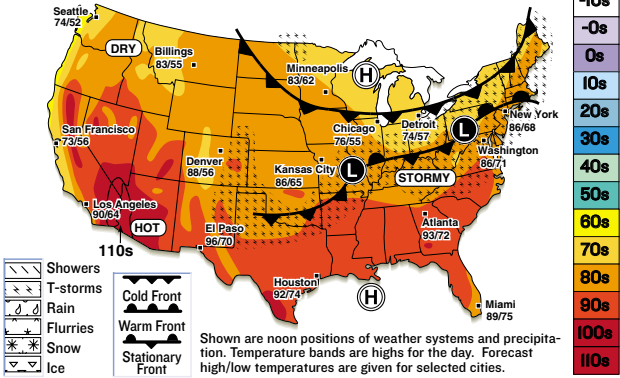 Seattle
74/52
DRY
Billings
83/55
Minneapolis
83/62
H
New York
86/68
Chicago
76/55
Detroit
74/57
L
Washington
86/71
San Francisco
73/56
Denver
88/56
Kansas City
86/65
L
STORMY
Los Angeles
90/64
HOT
110s
El Paso
96/70
Atlanta
93/72
Houston
92/74
H
Miami
89/75
Showers
T-storms
Rain
Flurries
Snow
Ice
Cold Front
Warm Front
Stationary
Front
Shown are noon positions of weather systems and precipita-
tion. Temperature bands are highs for the day. Forecast
high/low temperatures are given for selected cities.
-10s
-0s
0s
10s
20s
30s
40s
50s
60s
70s
80s
90s
100s
110s